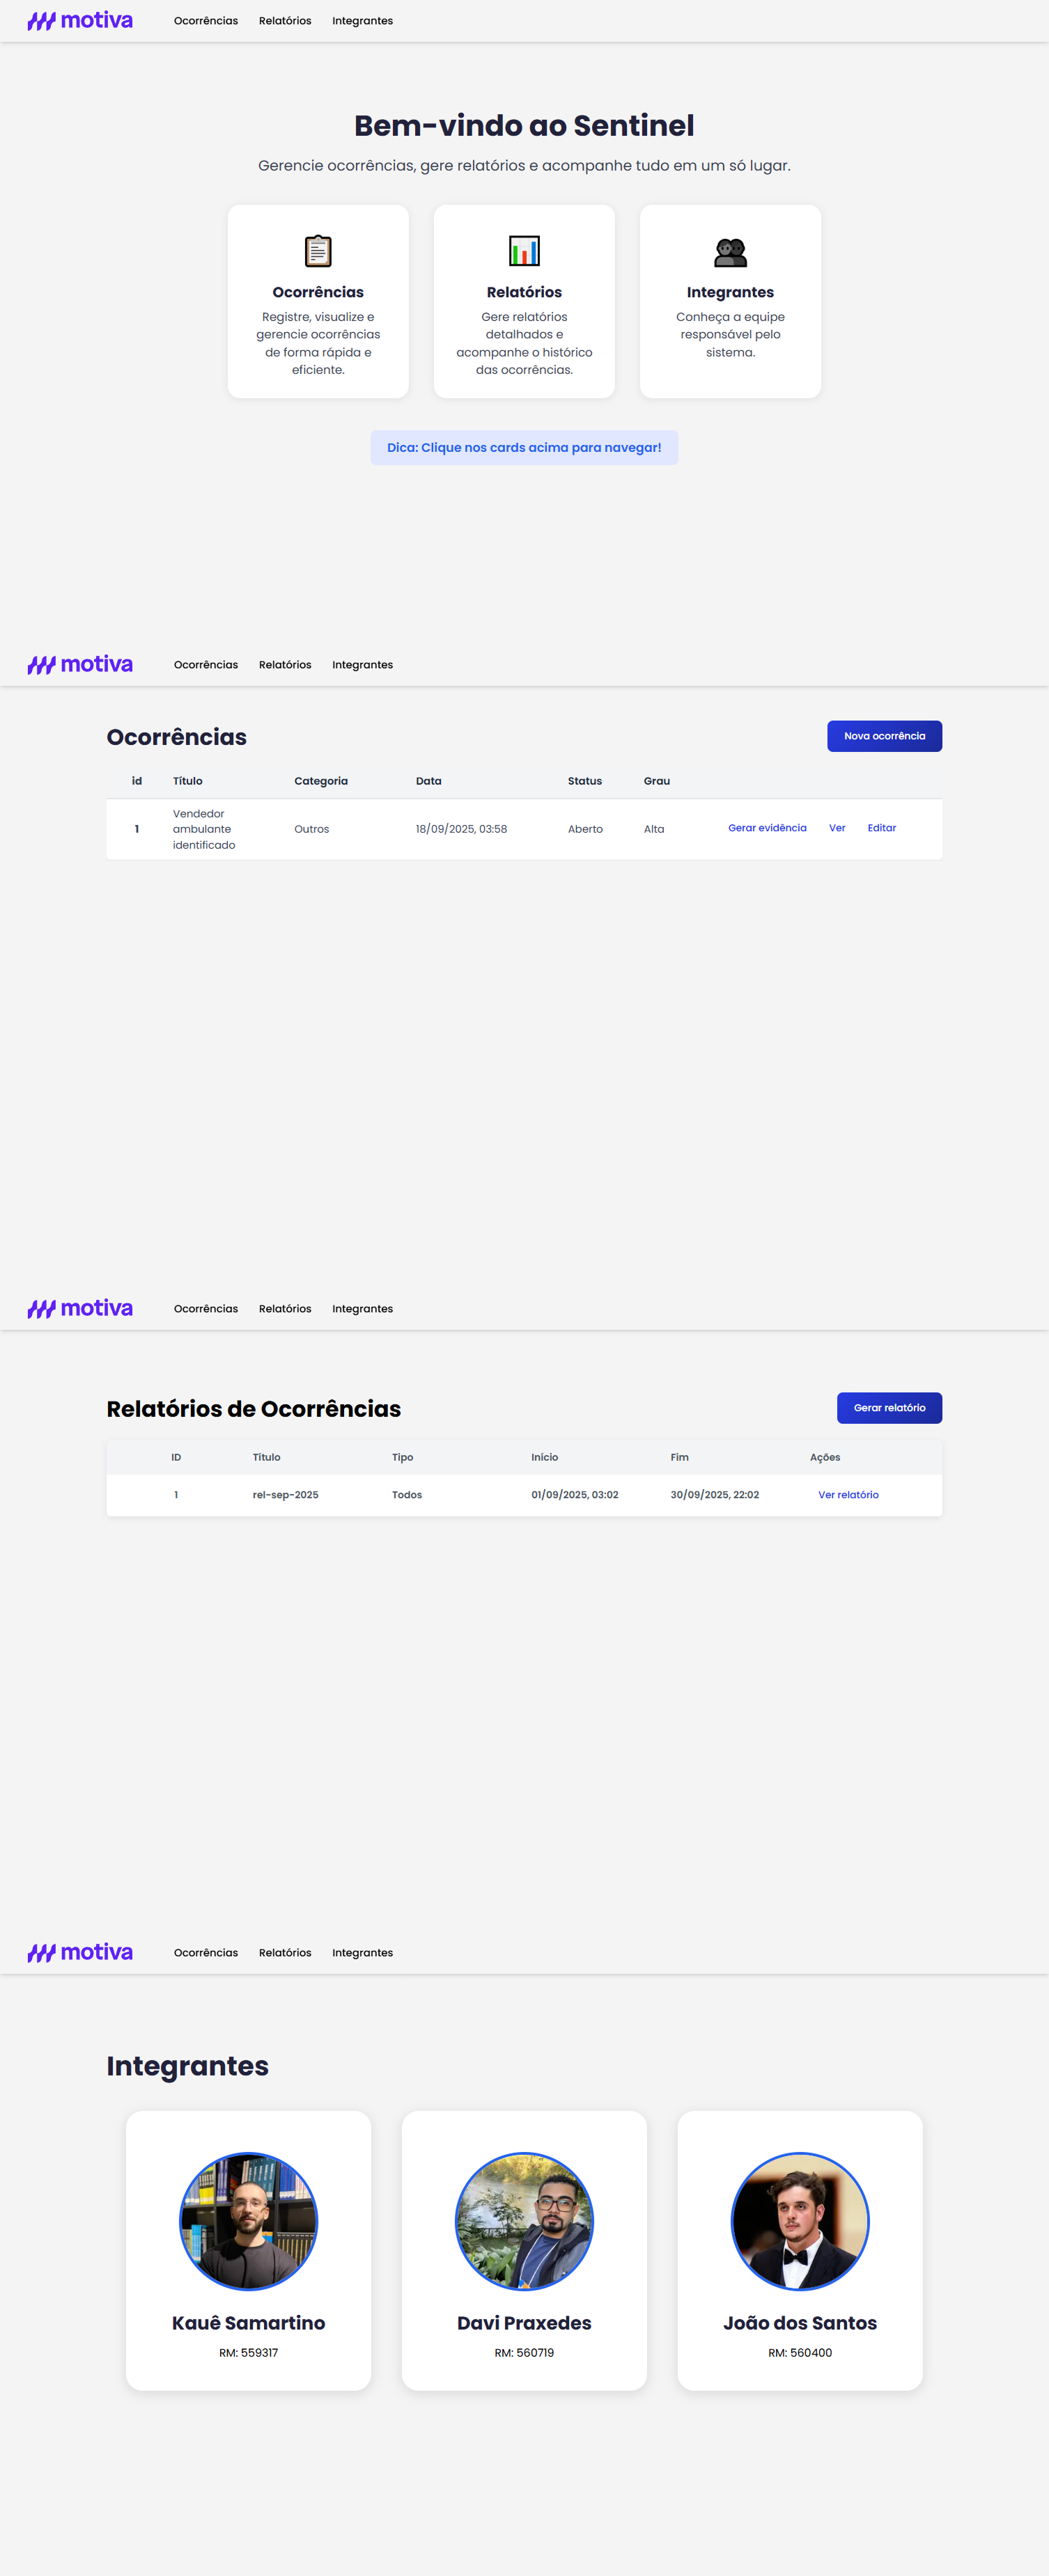 motiva Ocorrências Relatórios Integrantes
Bem-vindo ao Sentinel
Gerencie ocorrências, gere relatórios e acompanhe tudo em um só lugar.
Ocorrências
Registre, visualize e
gerencie ocorrências
de forma rápida e
eficiente.
Relatórios
Gere relatórios
detalhados e
acompanhe o histórico
das ocorrências.
Integrantes
Conheça a equipe
responsável pelo
sistema.
Dica: Clique nos cards acima para navegar!
motiva Ocorrências Relatórios Integrantes
Ocorrências Nova ocorrência
id Título Categoria Data Status Grau
1 Vendedor ambulante identificado Outros 18/09/2025, 03:58 Aberto Alta Gerar evidência Ver Editar
motiva Ocorrências Relatórios Integrantes
Relatórios de Ocorrências Gerar relatório
ID Título Tipo Início Fim Ações
1 rel-sep-2025 Todos 01/09/2025, 03:02 30/09/2025, 22:02 Ver relatório
motiva Ocorrências Relatórios Integrantes
Integrantes
Kauê Samartino
RM: 559317
Davi Praxedes
RM: 560719
João dos Santos
RM: 560400